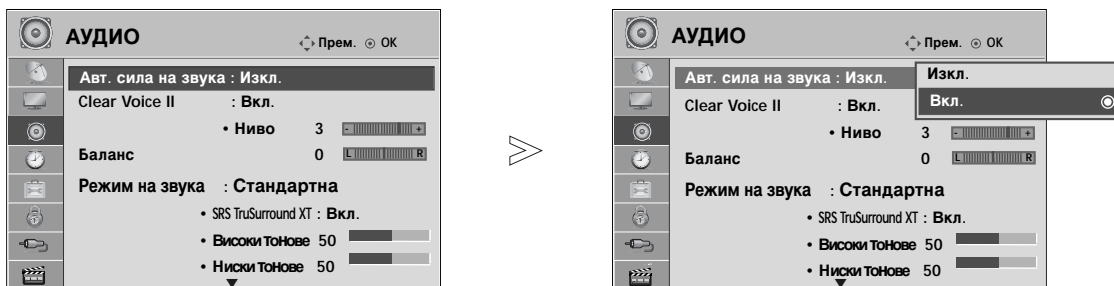 АУДИО Прем. OK
Авт. сила на звука : Изкл.
Clear Voice II : Вкл.
• Ниво 3 - +
Баланс 0 L R
Режим на звука : Стандартна
• SRS TruSurround XT : Вкл.
• Високи тонове 50
• Ниски тонове 50
АУДИО Прем. OK
Авт. сила на звука : Изкл.
Изкл.
Вкл.
Clear Voice II : Вкл.
• Ниво 3 - +
Баланс 0 L R
Режим на звука : Стандартна
• SRS TruSurround XT : Вкл.
• Високи тонове 50
• Ниски тонове 50